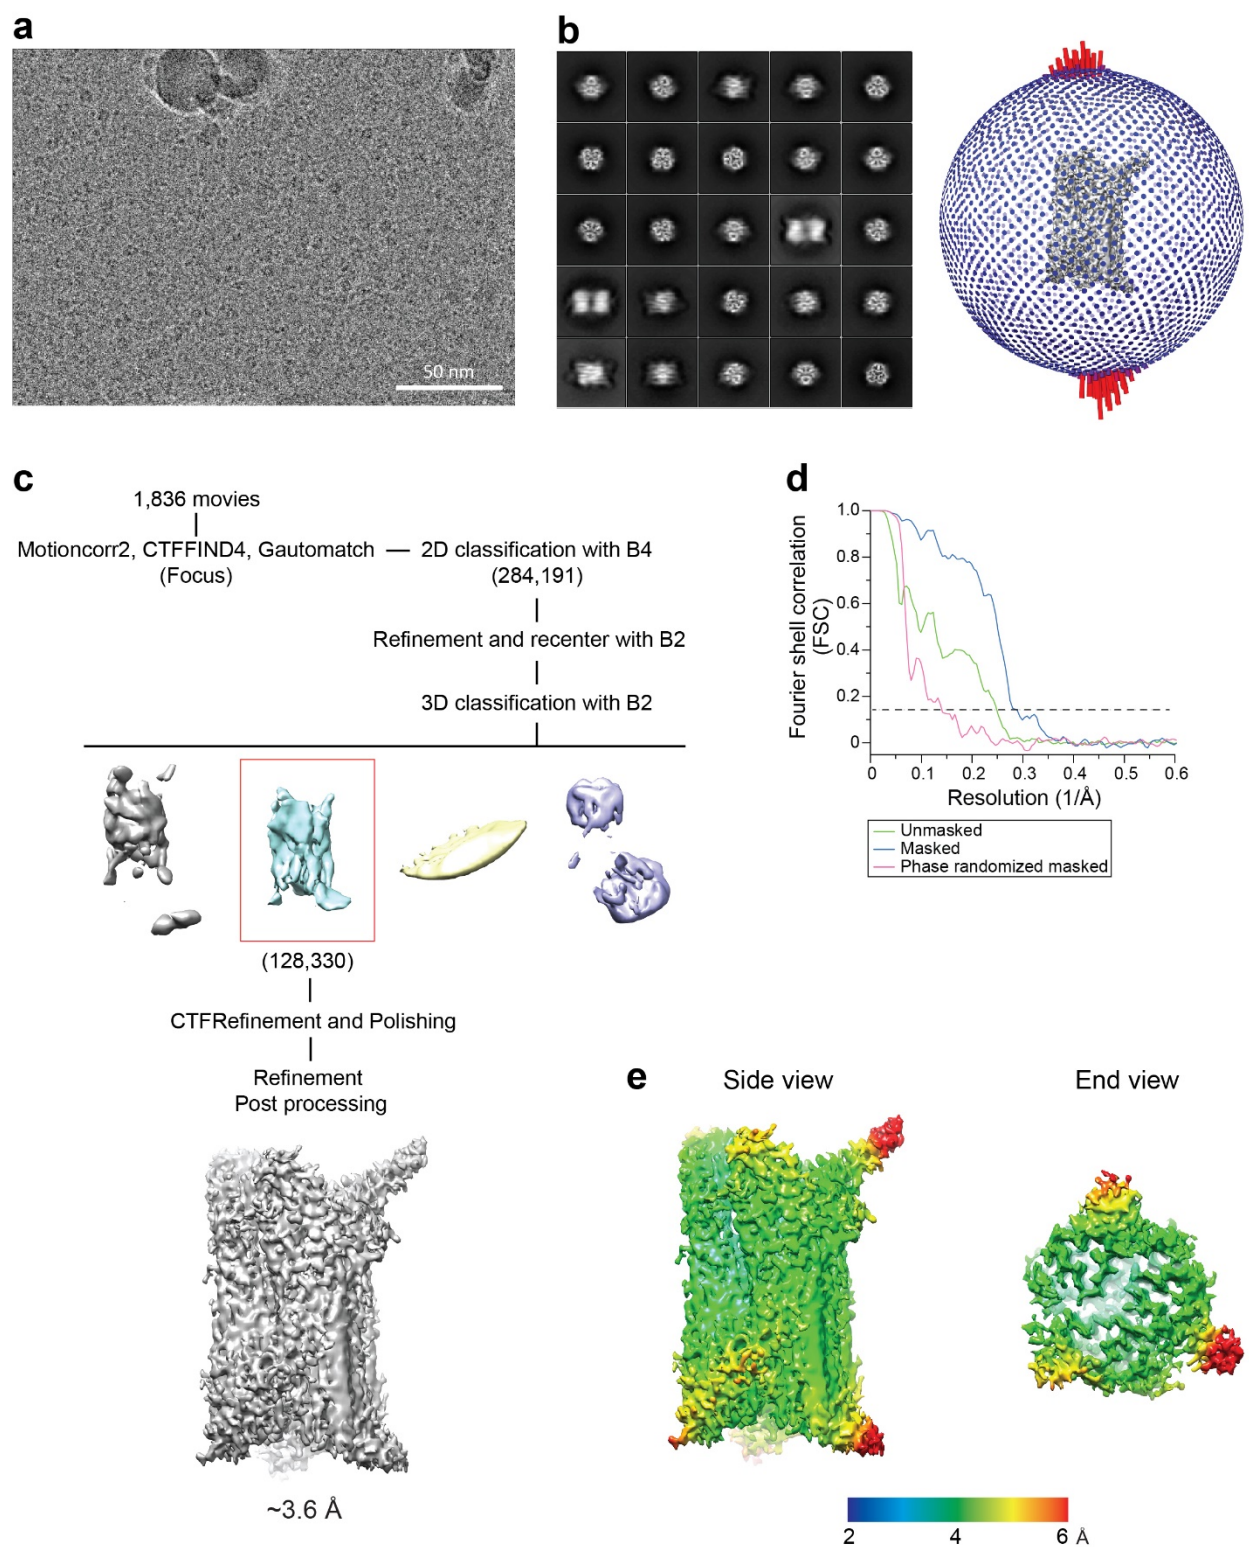 a
50 nm
b
c
1,836 movies
Motioncorr2, CTFFIND4, Gautomatch — 2D classification with B4
(Focus)
(284,191)
Refinement and recenter with B2
3D classification with B2
(128,330)
CTFRefinement and Polishing
Refinement
Post processing
~3.6 Å
d
Fourier shell correlation
(FSC)
1.0
0.8
0.6
0.4
0.2
0
0 0.1 0.2 0.3 0.4 0.5 0.6
Resolution (1/Å)
Unmasked
Masked
Phase randomized masked
e
Side view
End view
2 4 6 Å